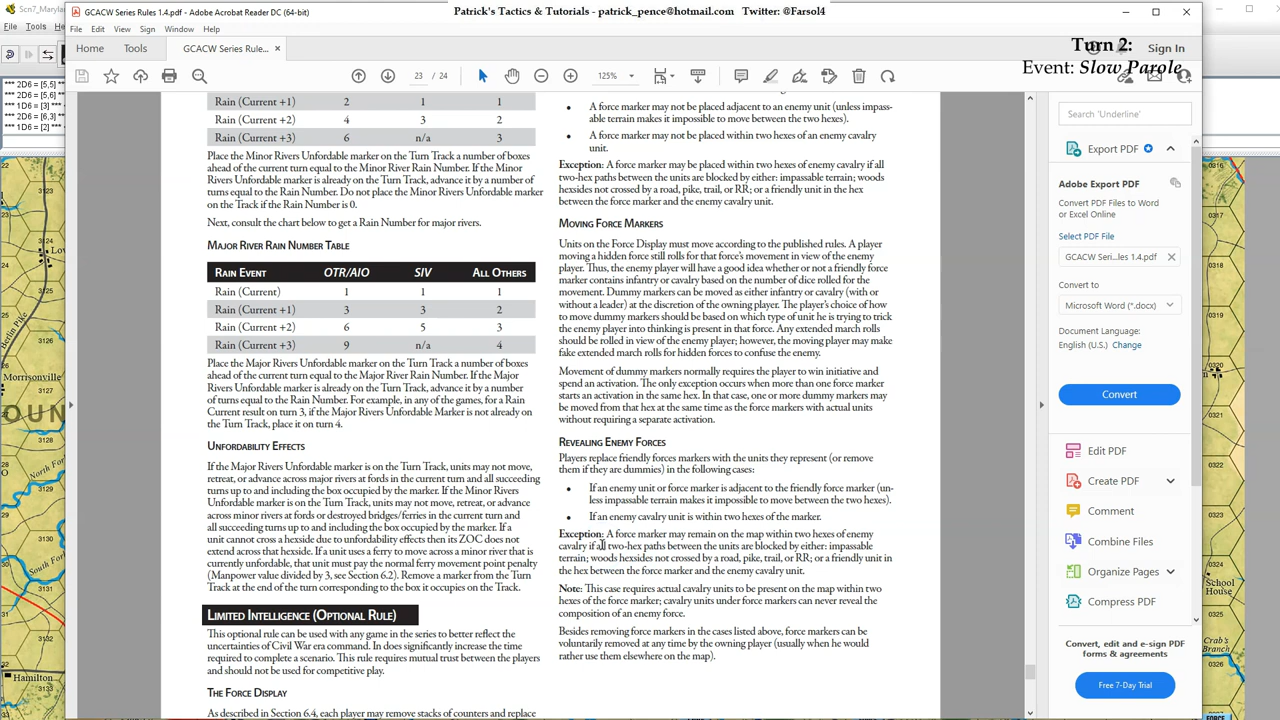 Scn7_Maryla
File Tools
*** 2D6 = [5,5]
*** 2D6 = [5,6]
*** 1D6 = [3]
*** 2D6 = [6,3]
*** 1D6 = [2]
GCACW Series Rules 1.4.pdf - Adobe Acrobat Reader DC (64-bit)
Patrick's Tactics & Tutorials - patrick_pence@hotmail.com Twitter: @Farsol4
File Edit View Sign Window Help
Home Tools GCACW Series Rule... × Sign In
Turn 2:
Event: Slow Parole
23 / 24 125%
Rain (Current +1) 2 1 1
Rain (Current +2) 4 3 2
Rain (Current +3) 6 n/a 3
Place the Minor Rivers Unfordable marker on the Turn Track a number of boxes
ahead of the current turn equal to the Minor River Rain Number. If the Minor
Rivers Unfordable marker is already on the Turn Track, advance it by a number of
turns equal to the Rain Number. Do not place the Minor Rivers Unfordable marker
on the Track if the Rain Number is 0.
Next, consult the chart below to get a Rain Number for major rivers.
Major River Rain Number Table
Rain Event OTR/AIO SIV All Others
Rain (Current) 1 1 1
Rain (Current +1) 3 3 2
Rain (Current +2) 6 5 3
Rain (Current +3) 9 n/a 4
Place the Major Rivers Unfordable marker on the Turn Track a number of boxes
ahead of the current turn equal to the Major River Rain Number. If the Major
Rivers Unfordable marker is already on the Turn Track, advance it by a number
of turns equal to the Rain Number. For example, in any of the games, for a Rain
Current result on turn 3, if the Major Rivers Unfordable Marker is not already on
the Turn Track, place it on turn 4.
Unfordability Effects
If the Major Rivers Unfordable marker is on the Turn Track, units may not move,
retreat, or advance across major rivers at fords in the current turn and all succeeding
turns up to and including the box occupied by the marker. If the Minor
Rivers Unfordable marker is on the Turn Track, units may not move, retreat, or advance
across minor rivers at fords or destroyed bridges/ferries in the current turn and
all succeeding turns up to and including the box occupied by the marker. If a
unit cannot cross a hexside due to unfordability effects then its ZOC does not
extend across that hexside. If a unit uses a ferry to move across a minor river that is
currently unfordable, that unit must pay the normal ferry movement point penalty
(Manpower value divided by 3, see Section 6.2). Remove a marker from the Turn
Track at the end of the turn corresponding to the box it occupies on the Track.
Limited Intelligence (Optional Rule)
This optional rule can be used with any game in the series to better reflect the
uncertainties of Civil War era command. In does significantly increase the time
required to complete a scenario. This rule requires mutual trust between the players
and should not be used for competitive play.
The Force Display
As described in Section 6.4, each player may remove stacks of counters and replace
• A force marker may not be placed adjacent to an enemy unit (unless impass-
able terrain makes it impossible to move between the two hexes).
• A force marker may not be placed within two hexes of an enemy cavalry
unit.
Exception: A force marker may be placed within two hexes of enemy cavalry if all
two-hex paths between the units are blocked by either: impassable terrain; woods
hexsides not crossed by a road, pike, trail, or RR; or a friendly unit in the hex
between the force marker and the enemy cavalry unit.
Moving Force Markers
Units on the Force Display must move according to the published rules. A player
moving a hidden force still rolls for that force's movement in view of the enemy
player. Thus, the enemy player will have a good idea whether or not a friendly force
marker contains infantry or cavalry based on the number of dice rolled for the
movement. Dummy markers can be moved as either infantry or cavalry (with or
without a leader) at the discretion of the owning player. The player's choice of how
to move dummy markers should be based on which type of unit he is trying to trick
the enemy player into thinking is present in that force. Any extended march rolls
should be rolled in view of the enemy player; however, the moving player may make
fake extended march rolls for hidden forces to confuse the enemy.
Movement of dummy markers normally requires the player to win initiative and
spend an activation. The only exception occurs when more than one force marker
starts an activation in the same hex. In that case, one or more dummy markers may
be moved from that hex at the same time as the force markers with actual units
without requiring a separate activation.
Revealing Enemy Forces
Players replace friendly forces markers with the units they represent (or remove
them if they are dummies) in the following cases:
• If an enemy unit or force marker is adjacent to the friendly force marker (un-
less impassable terrain makes it impossible to move between the two hexes).
• If an enemy cavalry unit is within two hexes of the marker.
Exception: A force marker may remain on the map within two hexes of enemy
cavalry if all two-hex paths between the units are blocked by either: impassable
terrain; woods hexsides not crossed by a road, pike, trail, or RR; or a friendly unit in
the hex between the force marker and the enemy cavalry unit.
Note: This case requires actual cavalry units to be present on the map within two
hexes of the force marker; cavalry units under force markers can never reveal the
composition of an enemy force.
Besides removing force markers in the cases listed above, force markers can be
voluntarily removed at any time by the owning player (usually when he would
rather use them elsewhere on the map).
Search 'Underline'
Export PDF
Adobe Export PDF
Convert PDF Files to Word
or Excel Online
Select PDF File
GCACW Seri...les 1.4.pdf ×
Convert to
Microsoft Word (*.docx)
Document Language:
English (U.S.) Change
Convert
Edit PDF
Create PDF
Comment
Combine Files
Organize Pages
Compress PDF
Convert, edit and e-sign PDF
forms & agreements
Free 7-Day Trial
3123
3124
Low
Berlin Pike
Morrisonville
OUN
3128
North Fork
3131
Hamilton
3133
0316
0317
0318
0319
0321
0323
School
House
0325
Crab's
Branch
0326
FORCE